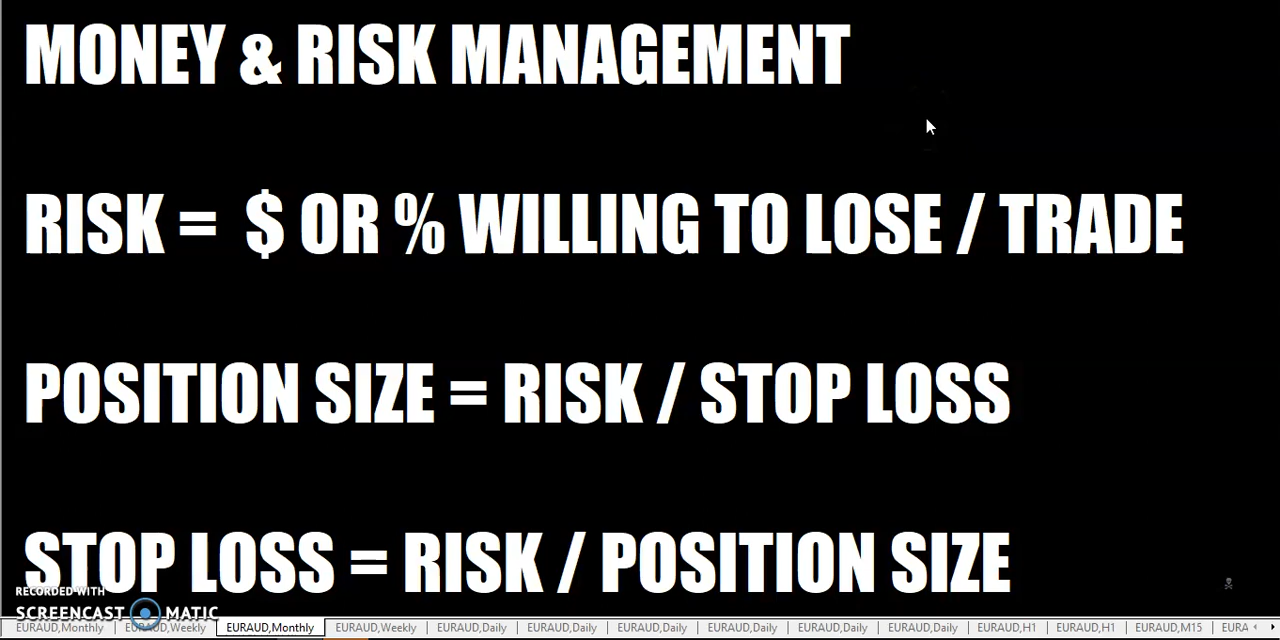 MONEY & RISK MANAGEMENT
RISK = $ OR % WILLING TO LOSE / TRADE
POSITION SIZE = RISK / STOP LOSS
STOP LOSS = RISK / POSITION SIZE
RECORDED WITH
SCREENCAST MATIC
EURAUD,Monthly EURAUD,Weekly EURAUD,Monthly EURAUD,Weekly EURAUD,Daily EURAUD,Daily EURAUD,Daily EURAUD,Daily EURAUD,Daily EURAUD,Daily EURAUD,H1 EURAUD,H1 EURAUD,M15 EURA